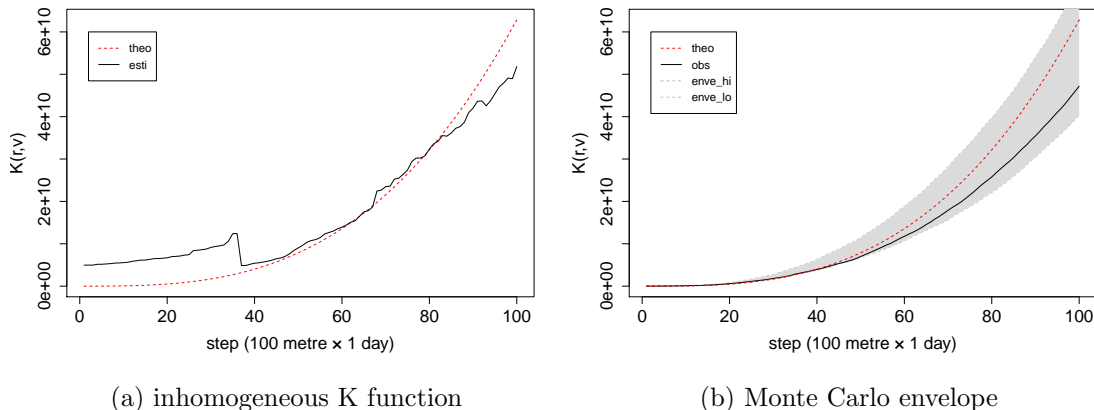 K(r,v)
0e+00
2e+10
4e+10
6e+10
theo
esti
0 20 40 60 80 100
step (100 metre × 1 day)
(a) inhomogeneous K function
K(r,v)
0e+00
2e+10
4e+10
6e+10
theo
obs
enve_hi
enve_lo
0 20 40 60 80 100
step (100 metre × 1 day)
(b) Monte Carlo envelope